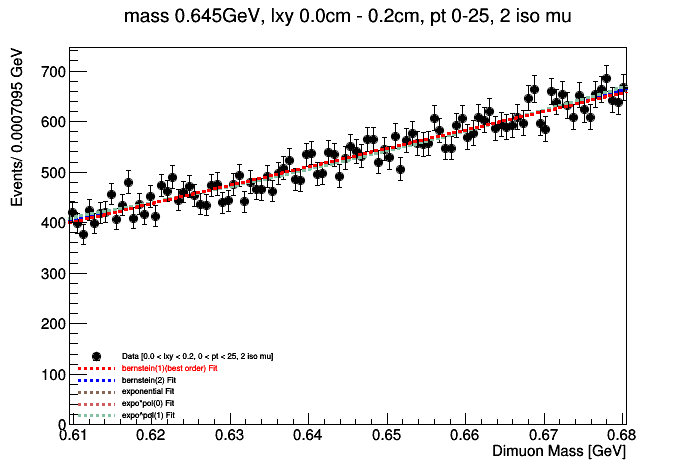 mass 0.645GeV, lxy 0.0cm - 0.2cm, pt 0-25, 2 iso mu
Events/ 0.0007095 GeV
700
600
500
400
300
200
100
0
Data [0.0 < lxy < 0.2, 0 < pt < 25, 2 iso mu]
bernstein(1)(best order) Fit
bernstein(2) Fit
exponential Fit
expo*pol(0) Fit
expo^pol(1) Fit
0.61 0.62 0.63 0.64 0.65 0.66 0.67 0.68
Dimuon Mass [GeV]